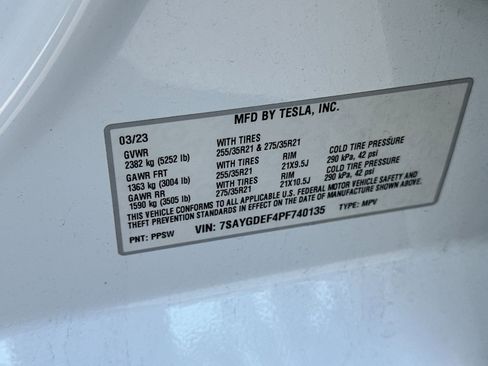 MFD BY TESLA, INC.
03/23
GVWR WITH TIRES
2382 kg (5252 lb) 255/35R21 & 275/35R21 COLD TIRE PRESSURE
GAWR FRT WITH TIRES RIM 290 kPa, 42 psi
1363 kg (3004 lb) 255/35R21 21X9.5J COLD TIRE PRESSURE
GAWR RR WITH TIRES RIM 290 kPa, 42 psi
1590 kg (3505 lb) 275/35R21 21X10.5J
THIS VEHICLE CONFORMS TO ALL APPLICABLE U.S. FEDERAL MOTOR VEHICLE SAFETY AND
THEFT PREVENTION STANDARDS IN EFFECT ON THE DATE OF MANUFACTURE SHOWN ABOVE.
PNT: PPSW VIN: 7SAYGDEF4PF740135 TYPE: MPV